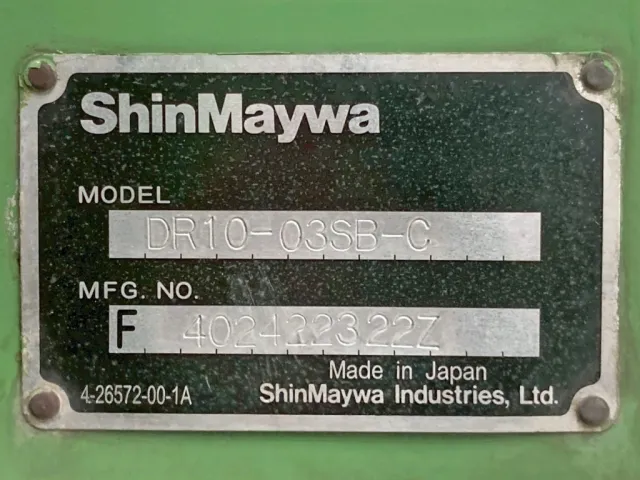 ShinMaywa
MODEL
DR10-03SB-C
MFG. NO.
F 402422322Z
Made in Japan
4-26572-00-1A ShinMaywa Industries, Ltd.